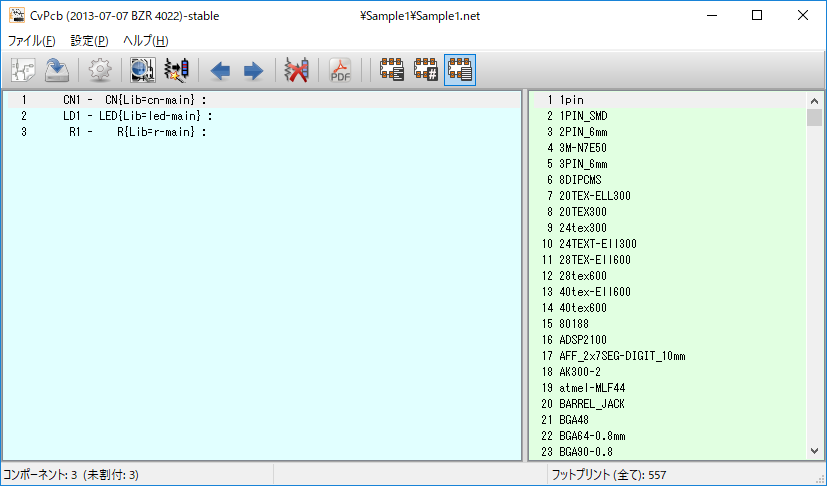 CvPcb (2013-07-07 BZR 4022)-stable ¥Sample1¥Sample1.net
ファイル(F) 設定(P) ヘルプ(H)
PDF
1 CN1 - CN{Lib=cn-main} :
2 LD1 - LED{Lib=led-main} :
3 R1 - R{Lib=r-main} :
1 1pin
2 1PIN_SMD
3 2PIN_6mm
4 3M-N7E50
5 3PIN_6mm
6 8DIPCMS
7 20TEX-ELL300
8 20TEX300
9 24tex300
10 24TEXT-Ell300
11 28TEX-Ell600
12 28tex600
13 40tex-Ell600
14 40tex600
15 80188
16 ADSP2100
17 AFF_2x7SEG-DIGIT_10mm
18 AK300-2
19 atmel-MLF44
20 BARREL_JACK
21 BGA48
22 BGA64-0.8mm
23 BGA90-0.8
コンポーネント: 3 (未割付: 3) フットプリント (全て): 557